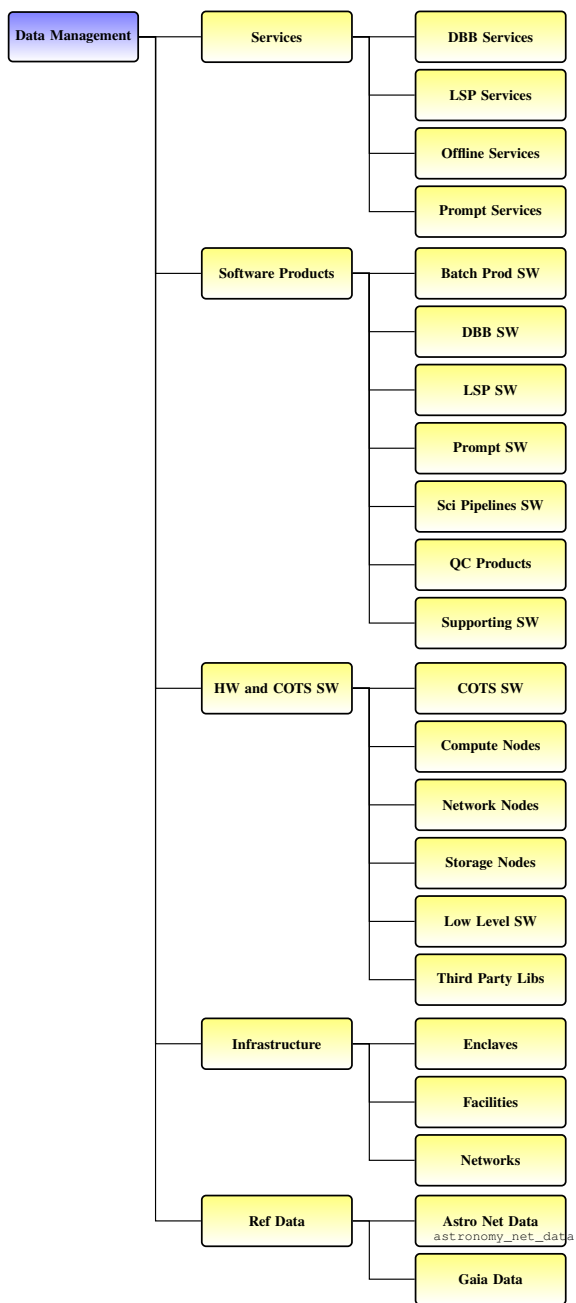 Data Management
Services
DBB Services
LSP Services
Offline Services
Prompt Services
Software Products
Batch Prod SW
DBB SW
LSP SW
Prompt SW
Sci Pipelines SW
QC Products
Supporting SW
HW and COTS SW
COTS SW
Compute Nodes
Network Nodes
Storage Nodes
Low Level SW
Third Party Libs
Infrastructure
Enclaves
Facilities
Networks
Ref Data
Astro Net Data
astronomy_net_data
Gaia Data